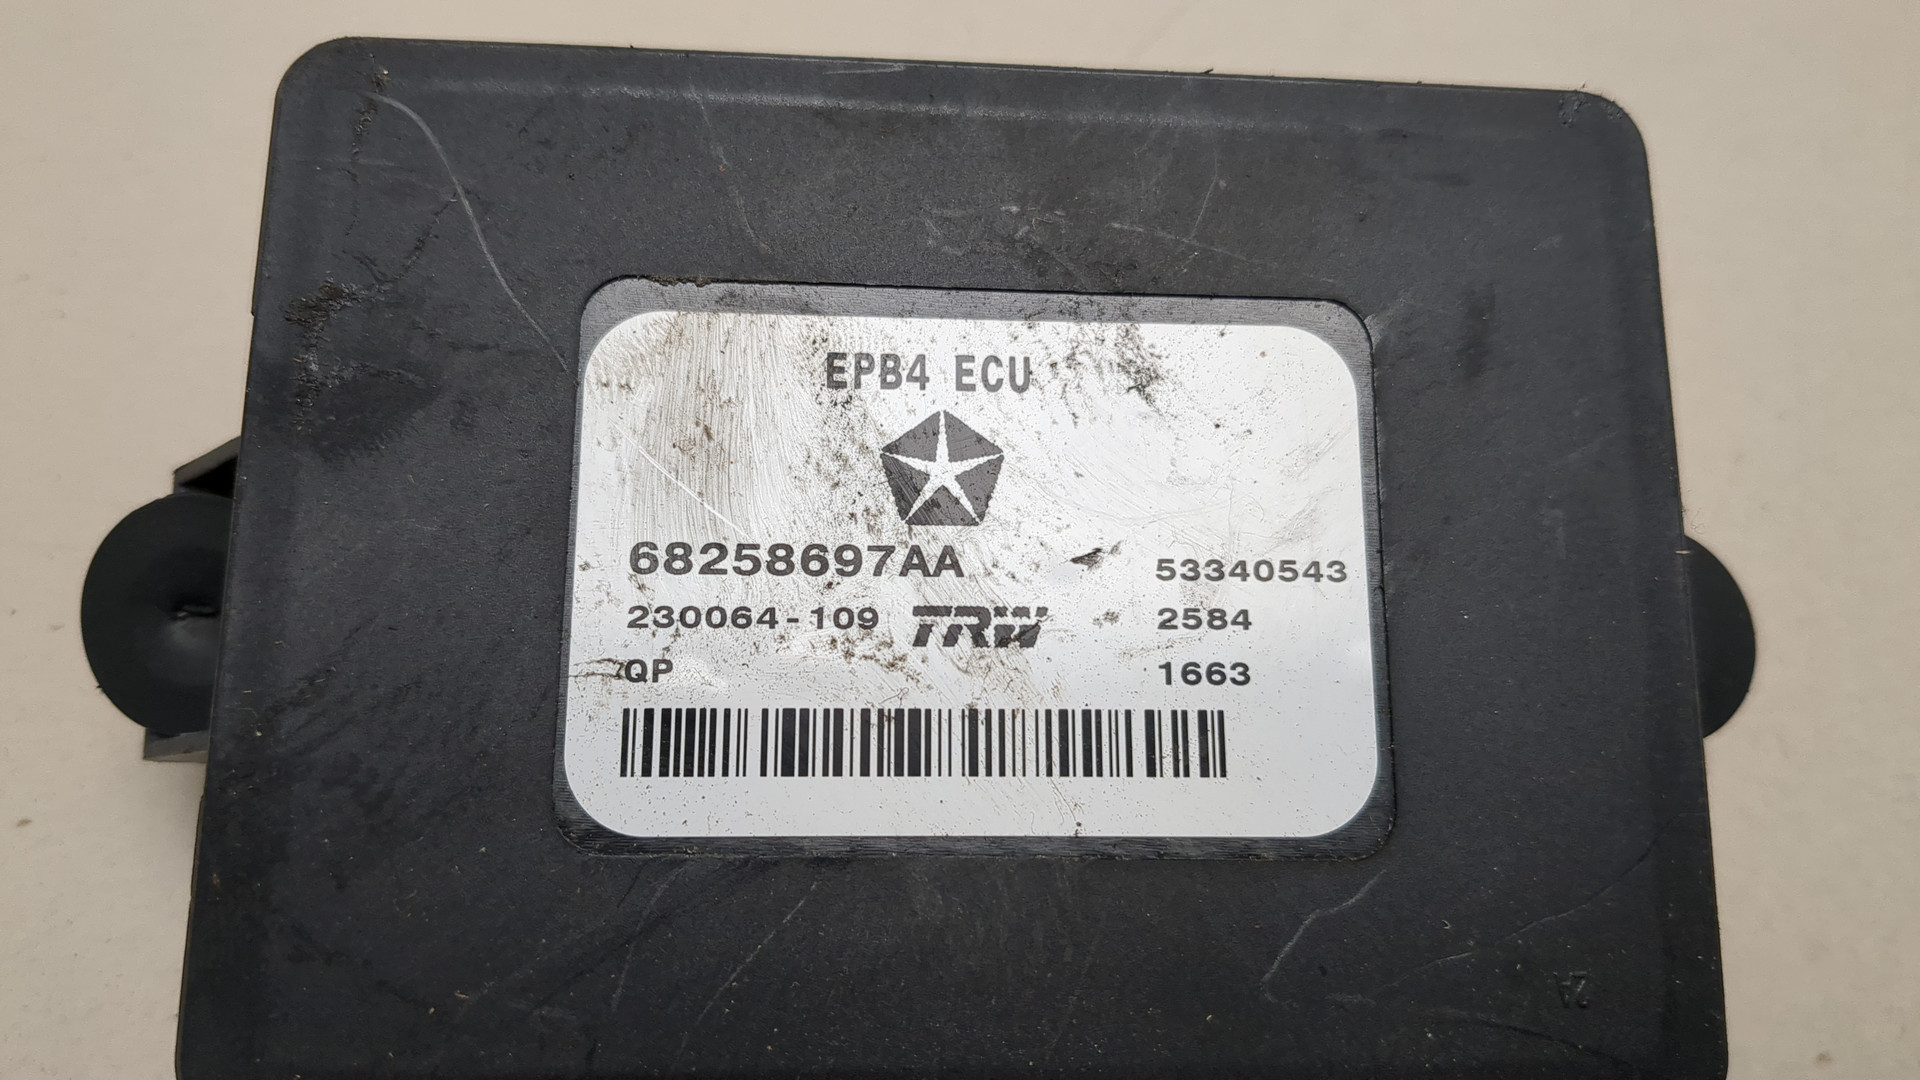 EPB4 ECU
68258697AA 53340543
230064-109 TRW 2584
QP 1663